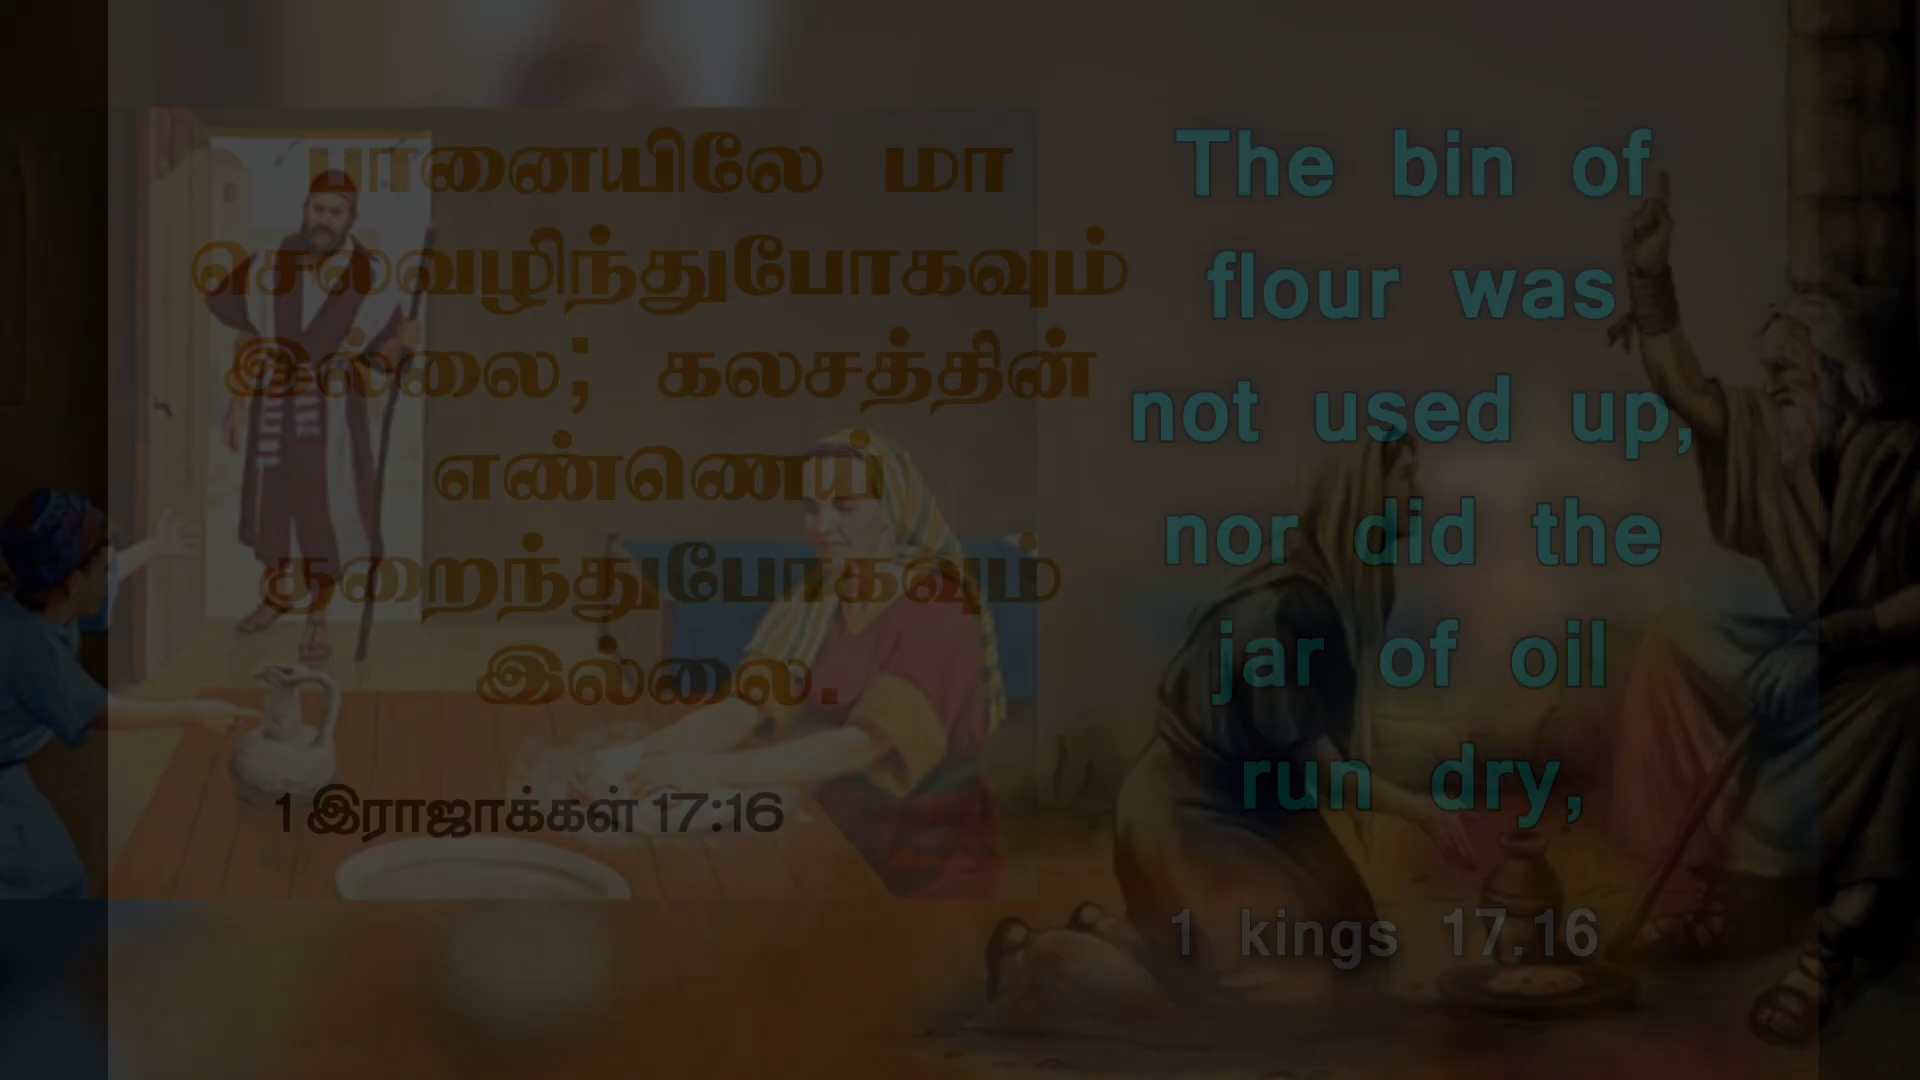 பானையிலே மா
செலவழிந்துபோகவும்
இல்லை; கலசத்தின்
எண்ணெய்
குறைந்துபோகவும்
இல்லை.
1 இராஜாக்கள் 17:16
The bin of
flour was
not used up,
nor did the
jar of oil
run dry,
1 kings 17.16